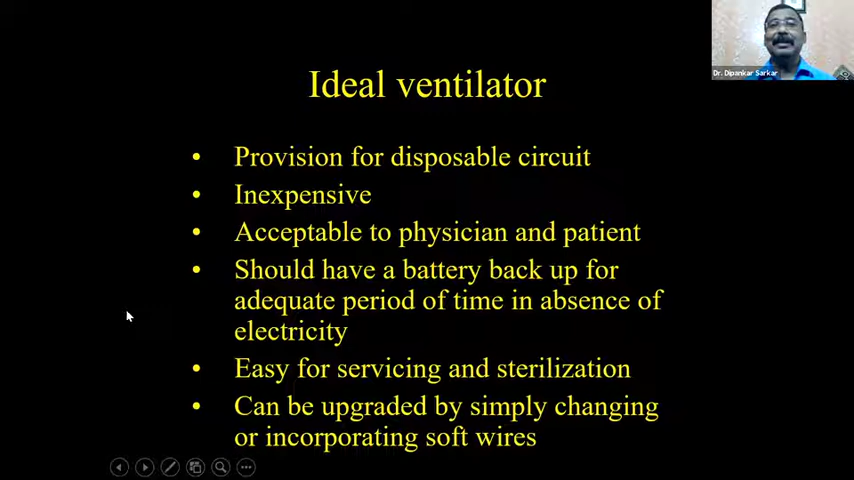 Dr. Dipankar Sarkar
Ideal ventilator
• Provision for disposable circuit
• Inexpensive
• Acceptable to physician and patient
• Should have a battery back up for
adequate period of time in absence of
electricity
• Easy for servicing and sterilization
• Can be upgraded by simply changing
or incorporating soft wires